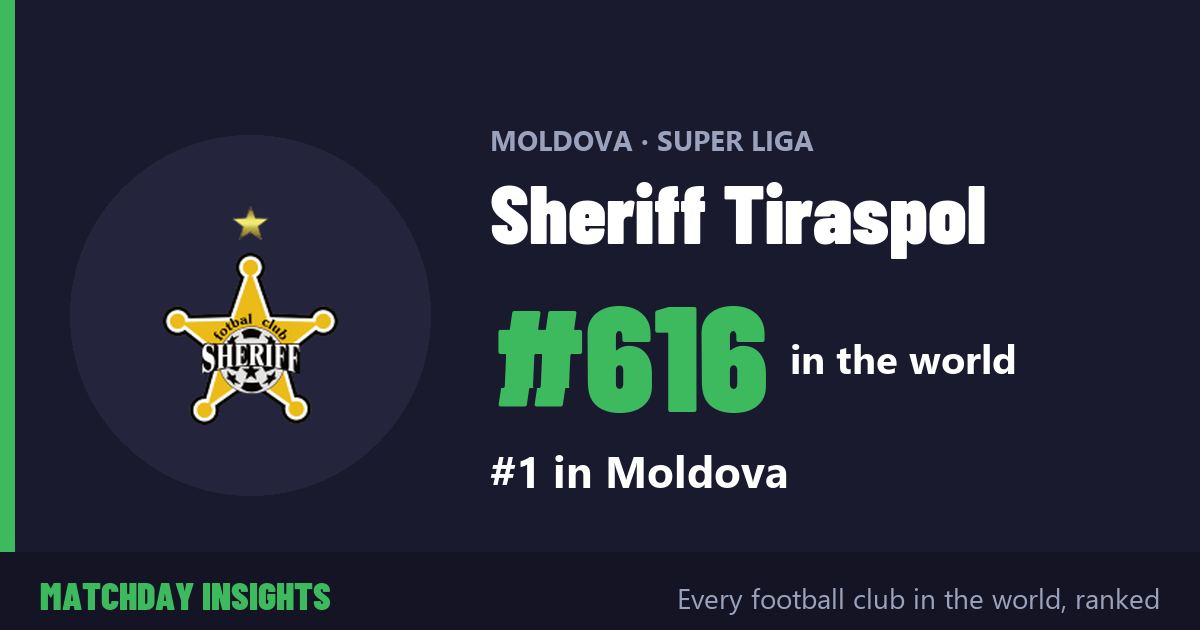 MOLDOVA · SUPER LIGA
Sheriff Tiraspol
fotbal club
SHERIFF
#616 in the world
#1 in Moldova
MATCHDAY INSIGHTS
Every football club in the world, ranked